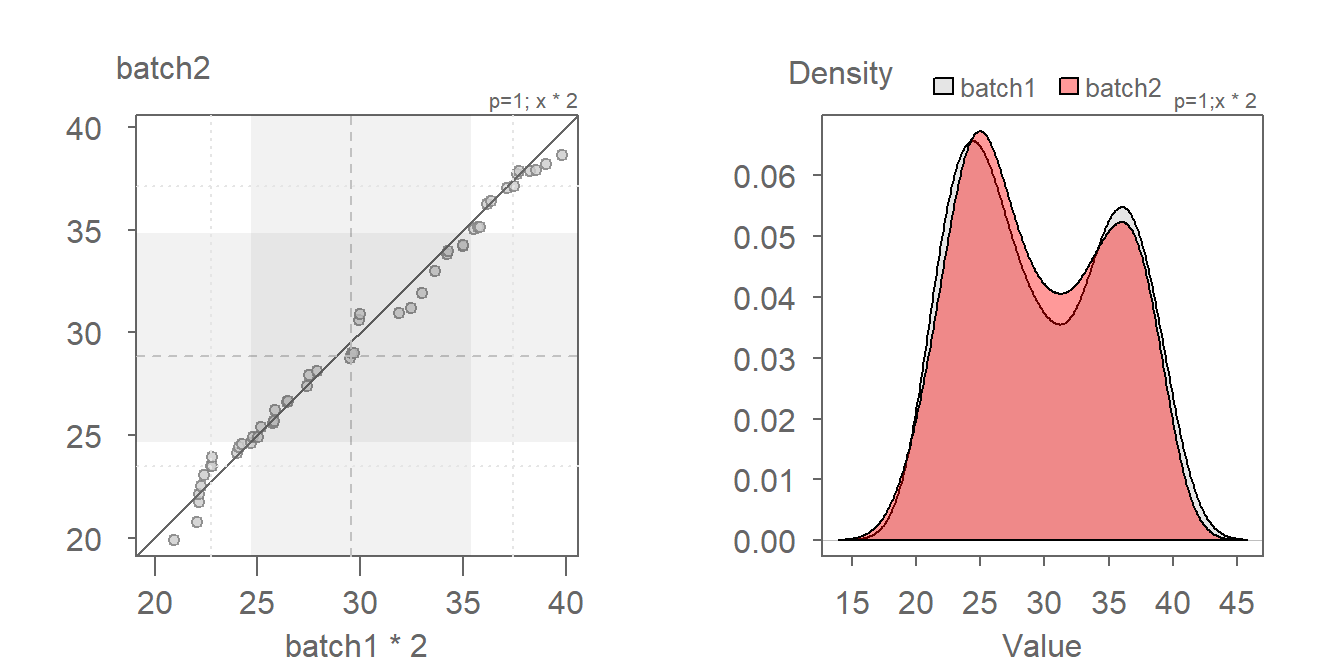 batch2
p=1; x * 2
40
35
30
25
20
20 25 30 35 40
batch1 * 2
Density
batch1 batch2
p=1;x * 2
0.06
0.05
0.04
0.03
0.02
0.01
0.00
15 20 25 30 35 40 45
Value